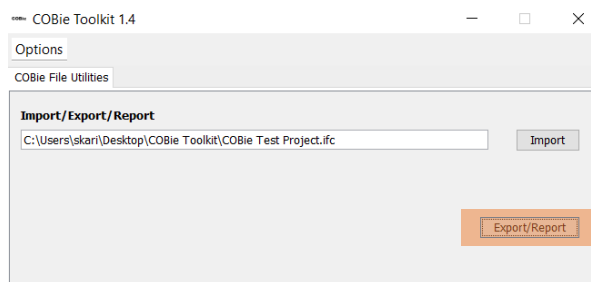 COBie COBie Toolkit 1.4
Options
COBie File Utilities
Import/Export/Report
C:\Users\skari\Desktop\COBie Toolkit\COBie Test Project.ifc
Import
Export/Report